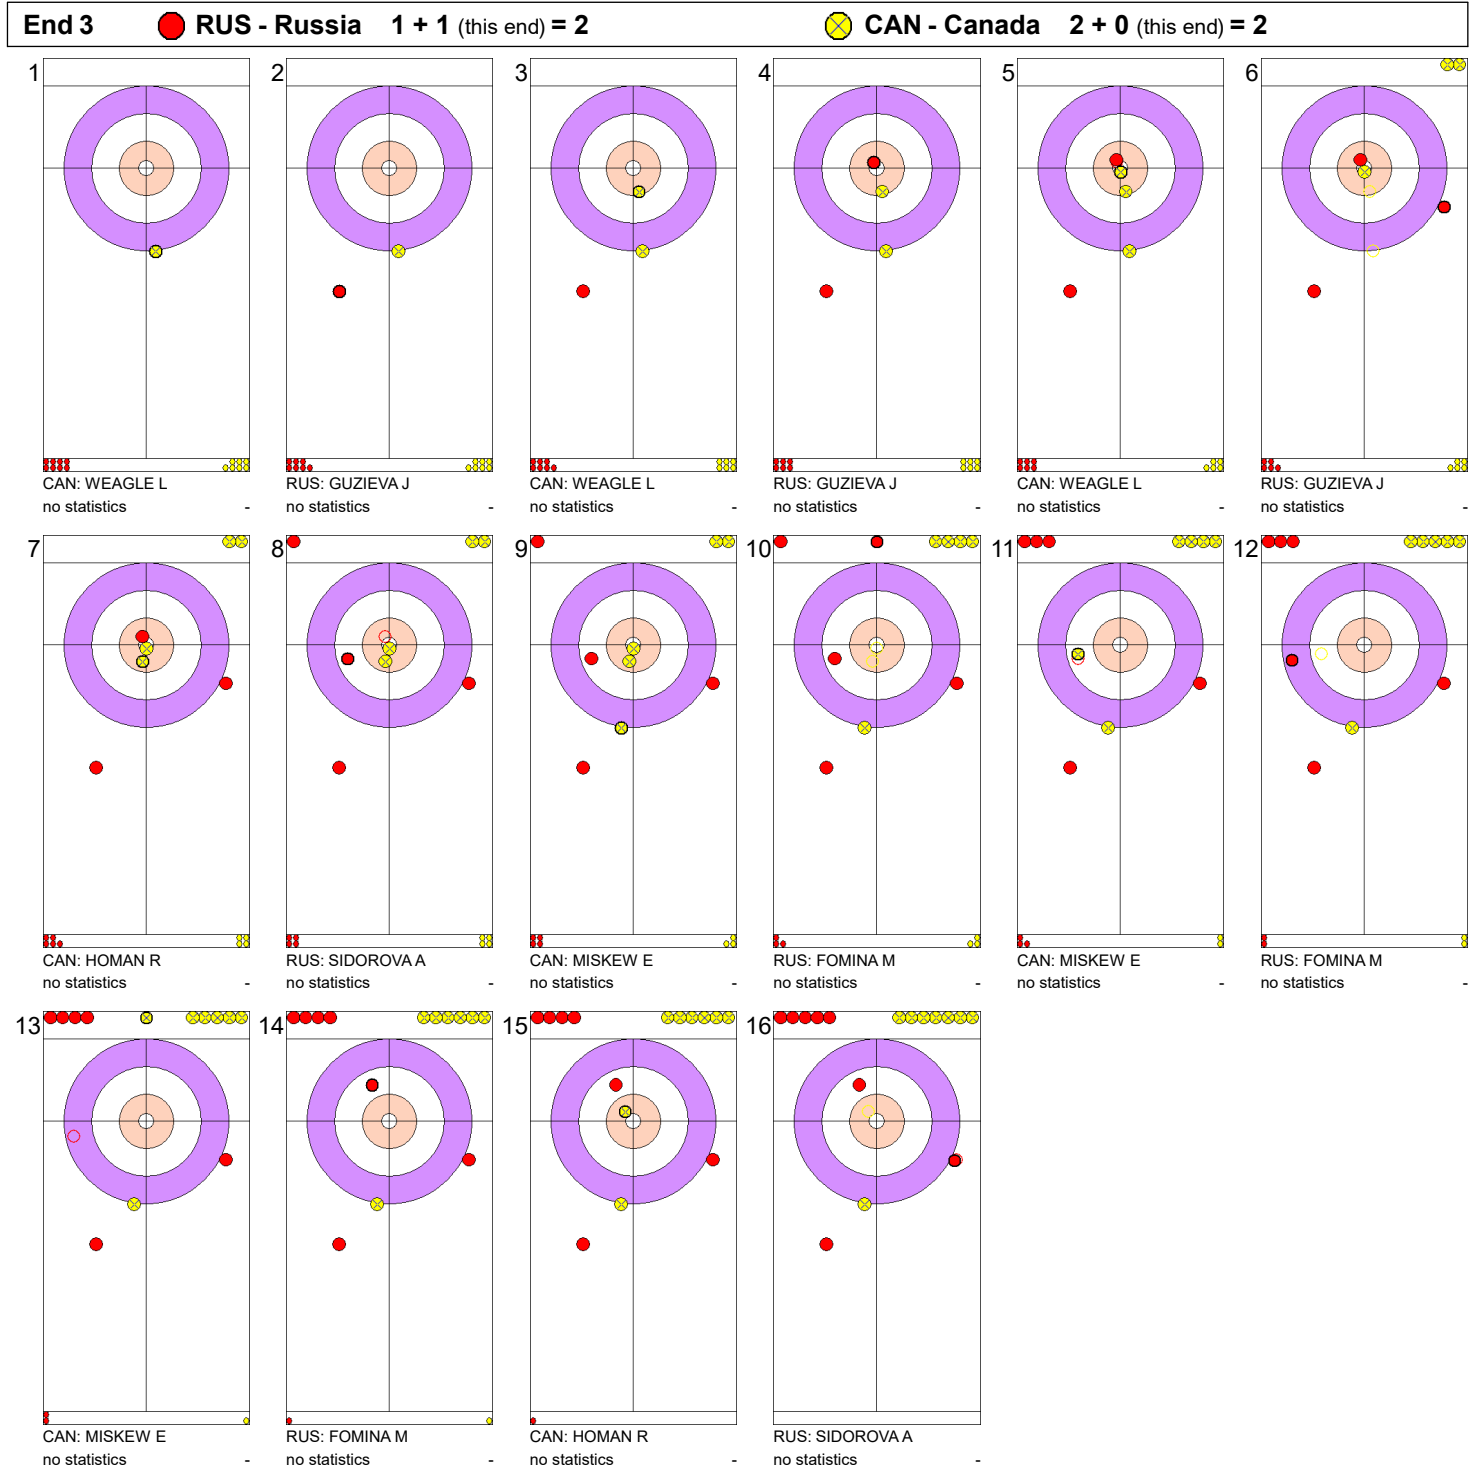 End 3 RUS - Russia 1 + 1 (this end) = 2 CAN - Canada 2 + 0 (this end) = 2
1 2 3 4 5 6
CAN: WEAGLE L RUS: GUZIEVA J CAN: WEAGLE L RUS: GUZIEVA J CAN: WEAGLE L RUS: GUZIEVA J
no statistics - no statistics - no statistics - no statistics - no statistics - no statistics -
7 8 9 10 11 12
CAN: HOMAN R RUS: SIDOROVA A CAN: MISKEW E RUS: FOMINA M CAN: MISKEW E RUS: FOMINA M
no statistics - no statistics - no statistics - no statistics - no statistics - no statistics -
13 14 15 16
CAN: MISKEW E RUS: FOMINA M CAN: HOMAN R RUS: SIDOROVA A
no statistics - no statistics - no statistics - no statistics -